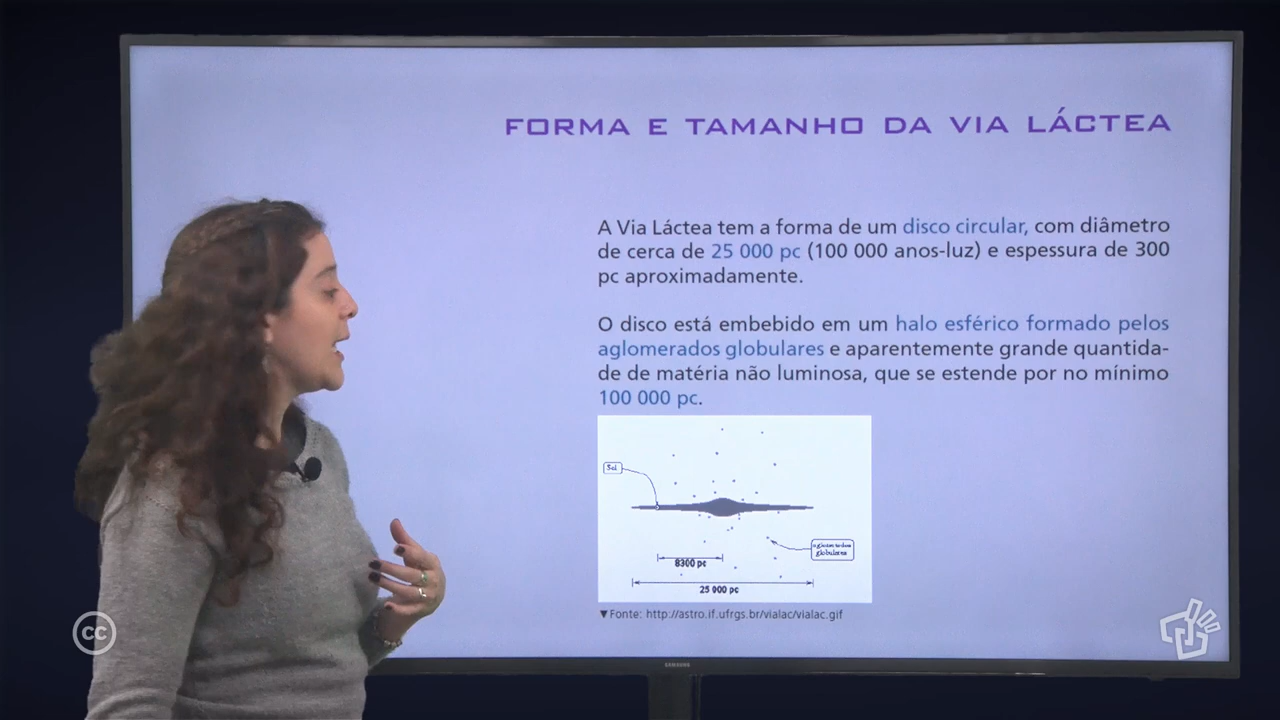 FORMA E TAMANHO DA VIA LÁCTEA
A Via Láctea tem a forma de um disco circular, com diâmetro
de cerca de 25 000 pc (100 000 anos-luz) e espessura de 300
pc aproximadamente.
O disco está embebido em um halo esférico formado pelos
aglomerados globulares e aparentemente grande quantida-
de de matéria não luminosa, que se estende por no mínimo
100 000 pc.
Sol
aglomerados
globulares
8300 pc
25 000 pc
▼Fonte: http://astro.if.ufrgs.br/vialac/vialac.gif
SAMSUNG
cc